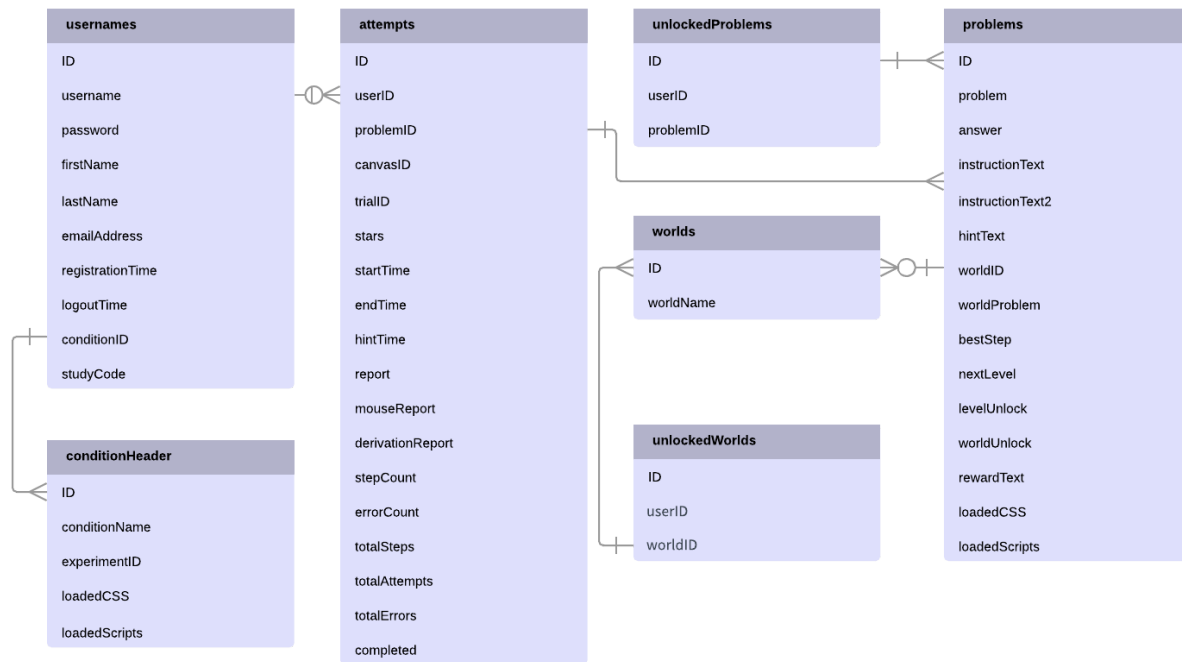 usernames
ID
username
password
firstName
lastName
emailAddress
registrationTime
logoutTime
conditionID
studyCode
conditionHeader
ID
conditionName
experimentID
loadedCSS
loadedScripts
attempts
ID
userID
problemID
canvasID
trialID
stars
startTime
endTime
hintTime
report
mouseReport
derivationReport
stepCount
errorCount
totalSteps
totalAttempts
totalErrors
completed
unlockedProblems
ID
userID
problemID
worlds
ID
worldName
unlockedWorlds
ID
userID
worldID
problems
ID
problem
answer
instructionText
instructionText2
hintText
worldID
worldProblem
bestStep
nextLevel
levelUnlock
worldUnlock
rewardText
loadedCSS
loadedScripts